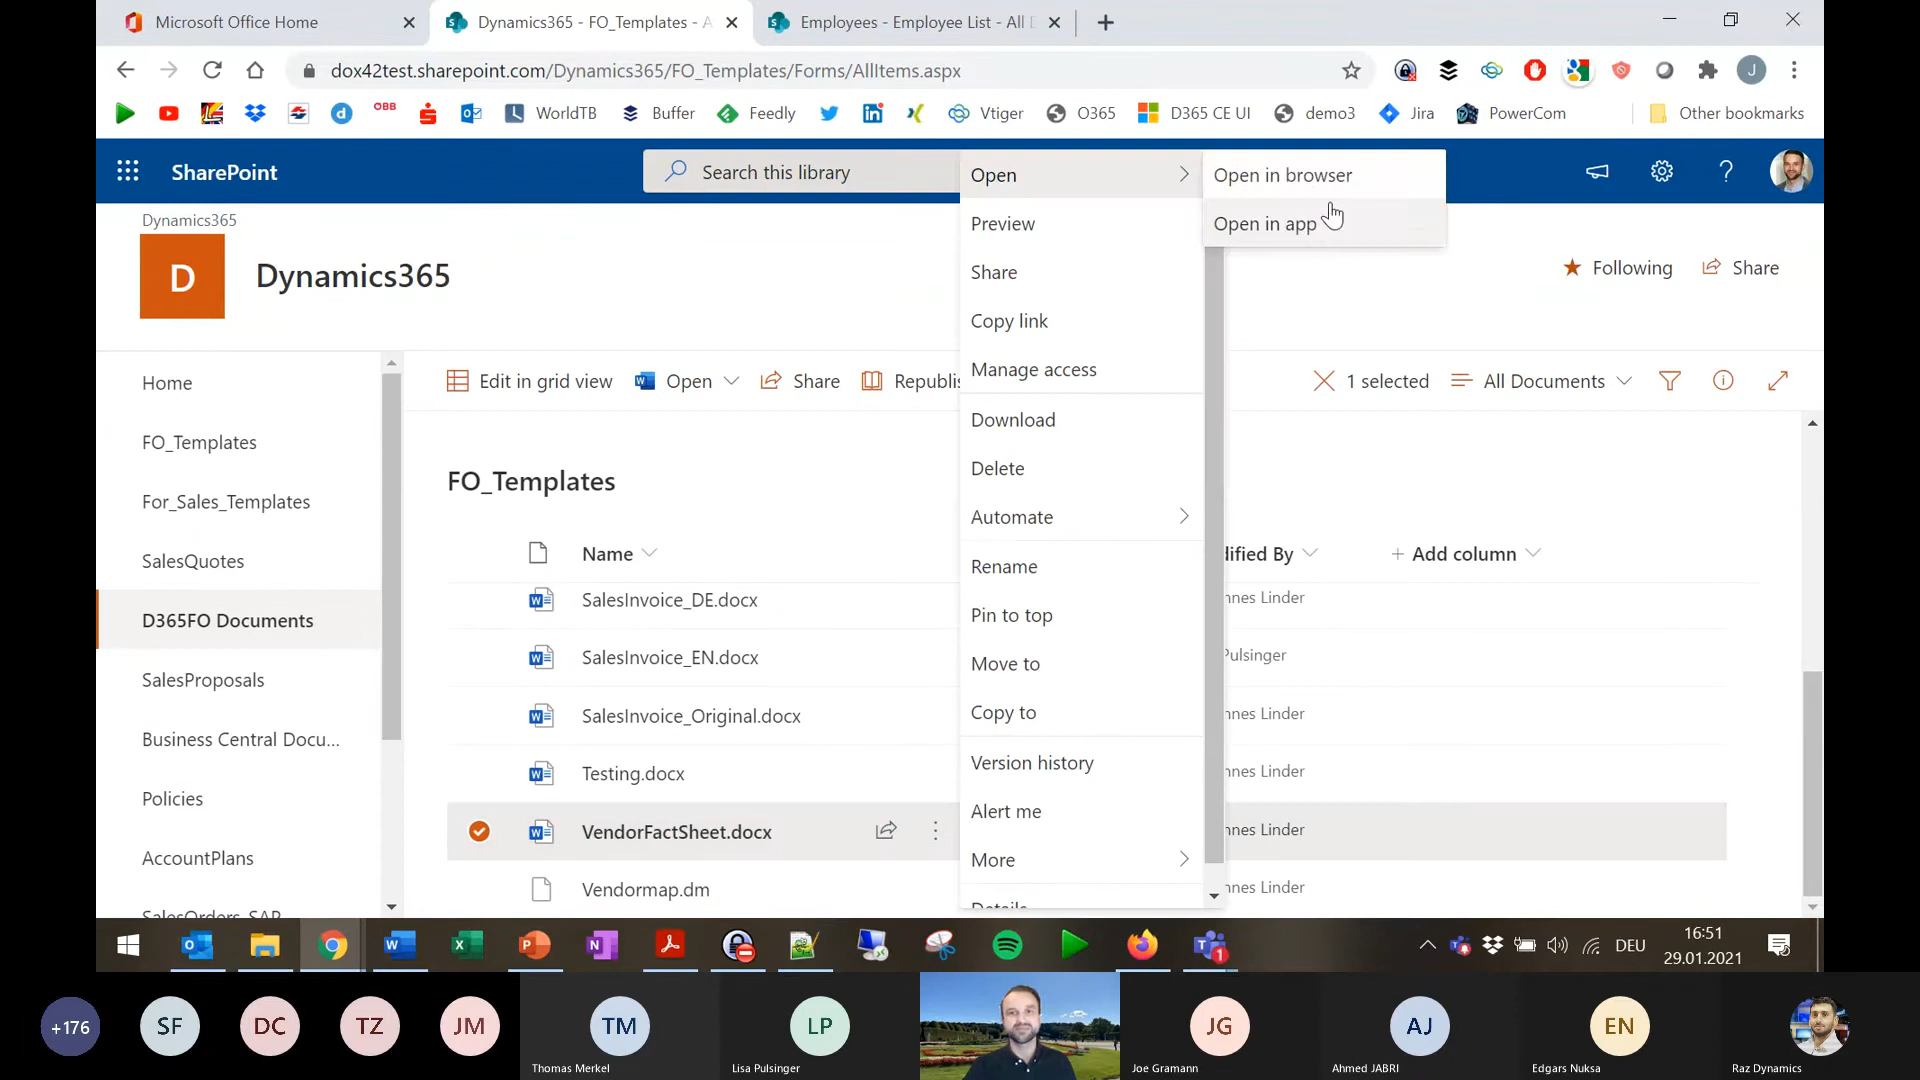 Microsoft Office Home
Dynamics365 - FO_Templates - A
Employees - Employee List - All
dox42test.sharepoint.com/Dynamics365/FO_Templates/Forms/AllItems.aspx
J
ÖBB
WorldTB
Buffer
Feedly
Vtiger
O365
D365 CE UI
demo3
Jira
PowerCom
Other bookmarks
SharePoint
Search this library
Open
Open in browser
Preview
Open in app
Share
Copy link
Manage access
Download
Delete
Automate
Rename
Pin to top
Move to
Copy to
Version history
Alert me
More
Details
Dynamics365
D
Dynamics365
Following
Share
Home
FO_Templates
For_Sales_Templates
SalesQuotes
D365FO Documents
SalesProposals
Business Central Docu...
Policies
AccountPlans
SalesOrders_SAP
Edit in grid view
Open
Share
Republis
1 selected
All Documents
FO_Templates
Name
dified By
Add column
SalesInvoice_DE.docx
nnes Linder
SalesInvoice_EN.docx
Pulsinger
SalesInvoice_Original.docx
nnes Linder
Testing.docx
nnes Linder
VendorFactSheet.docx
nnes Linder
Vendormap.dm
nnes Linder
DEU
16:51
29.01.2021
+176
SF
DC
TZ
JM
TM
Thomas Merkel
LP
Lisa Pulsinger
JG
Joe Gramann
AJ
Ahmed JABRI
EN
Edgars Nuksa
Raz Dynamics